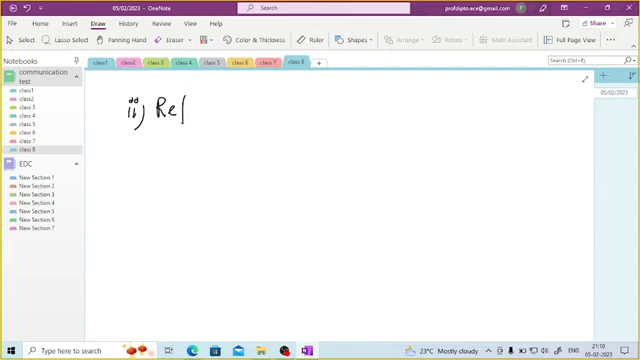 05/02/2023 - OneNote
Search
profdipto.ece@gmail.com
File Home Insert Draw History Review View Help
Share
Select Lasso Select Panning Hand Eraser Color & Thickness Shapes Ruler Arrange Math Assistant Full Page View
Notebooks
class1 class2 class 3 class 4 class 5 class 6 class 7 class 8 +
Search (Ctrl+E)
communication test
class1
class2
class 3
class 4
class 5
class 6
class 7
class 8
EDC
New Section 1
New Section 2
New Section 3
New Section 4
New Section 5
New Section 6
New Section 7
05/02/2023
ii) Re
Type here to search
23°C Mostly cloudy
21:10
05-02-2023